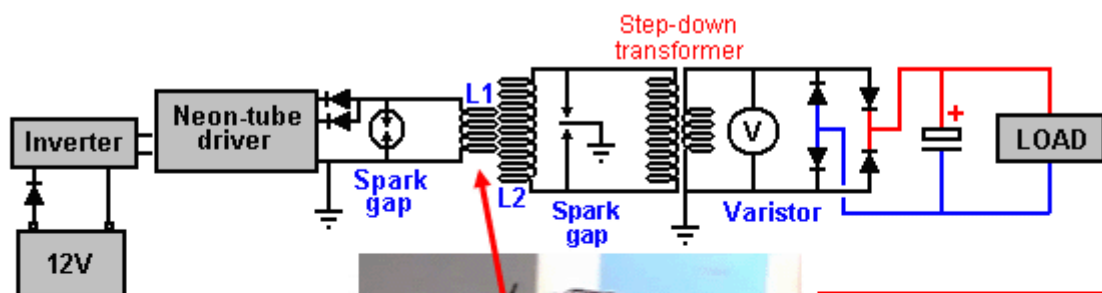 Step-down
transformer
L1
Neon-tube
driver
Inverter
V
+
LOAD
Spark
gap
L2
Spark
gap
Varistor
12V